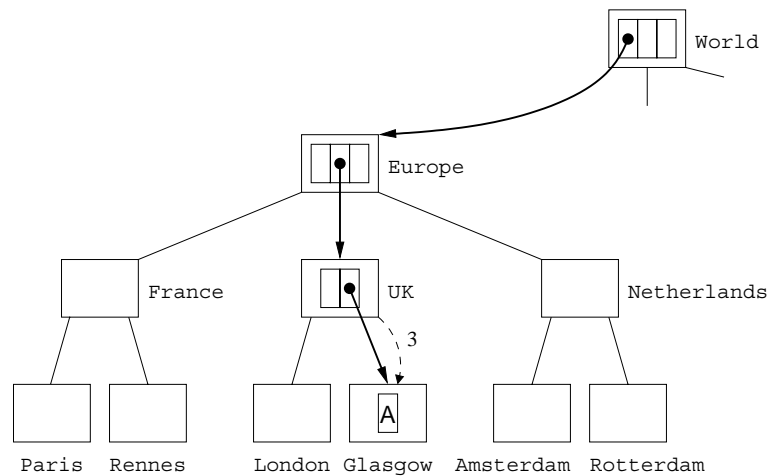 World
Europe
France
UK
Netherlands
3
A
Paris Rennes London Glasgow Amsterdam Rotterdam